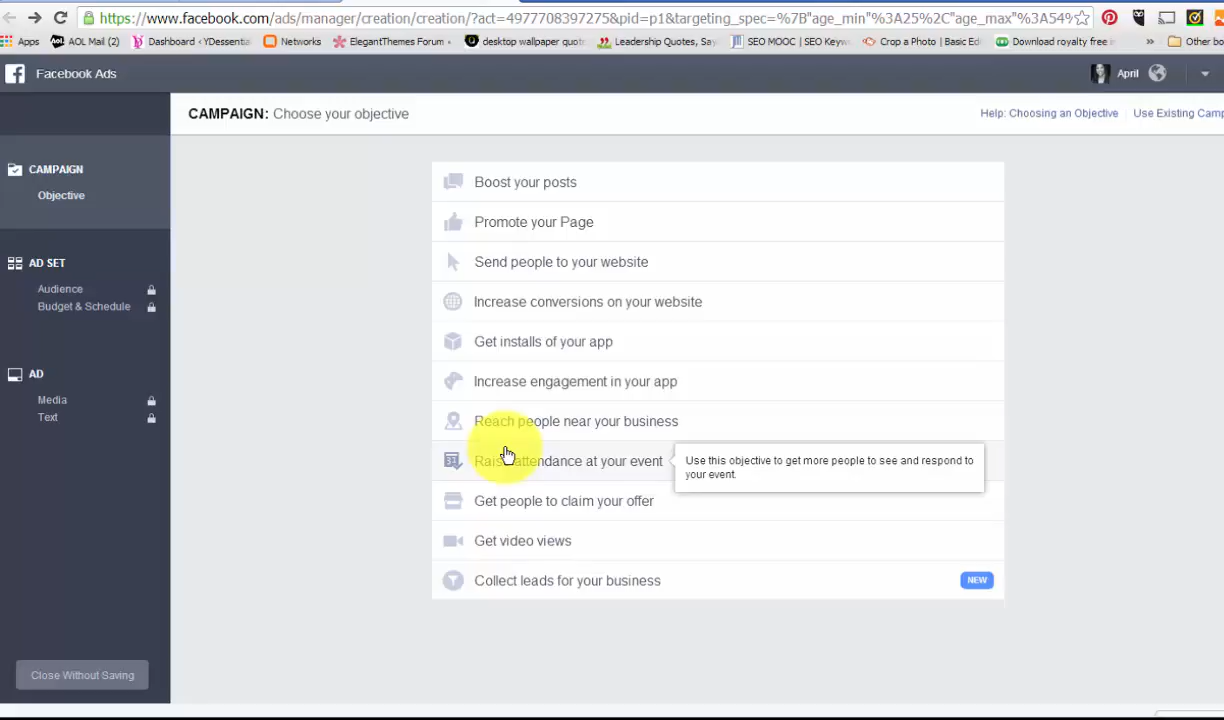 https://www.facebook.com/ads/manager/creation/creation/?act=4977708397275&pid=p1&targeting_spec=%7B"age_min"%3A25%2C"age_max"%3A54%
Apps AOL Mail (2) Dashboard ‹ YDessentia Networks ElegantThemes Forum « desktop wallpaper quot Leadership Quotes, Say SEO MOOC | SEO Keyw Crop a Photo | Basic Edi Download royalty free i » Other bo
Facebook Ads
April
CAMPAIGN: Choose your objective
Help: Choosing an Objective
Use Existing Camp
CAMPAIGN
Objective
AD SET
Audience
Budget & Schedule
AD
Media
Text
Close Without Saving
Boost your posts
Promote your Page
Send people to your website
Increase conversions on your website
Get installs of your app
Increase engagement in your app
Reach people near your business
Raise attendance at your event
Use this objective to get more people to see and respond to
your event.
Get people to claim your offer
Get video views
Collect leads for your business
NEW